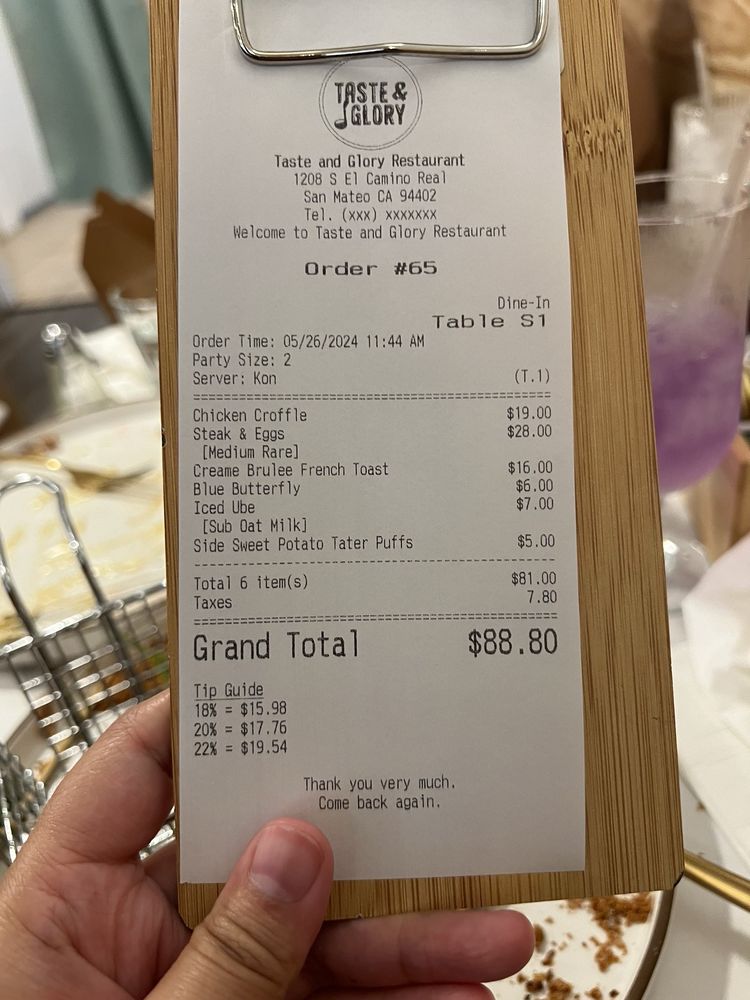 TASTE &
GLORY
Taste and Glory Restaurant
1208 S El Camino Real
San Mateo CA 94402
Tel. (xxx) xxxxxxx
Welcome to Taste and Glory Restaurant
Order #65
Dine-In
Table S1
Order Time: 05/26/2024 11:44 AM
Party Size: 2
Server: Kon (T.1)
Chicken Croffle $19.00
Steak & Eggs $28.00
[Medium Rare]
Creame Brulee French Toast $16.00
Blue Butterfly $6.00
Iced Ube $7.00
[Sub Oat Milk]
Side Sweet Potato Tater Puffs $5.00
Total 6 item(s) $81.00
Taxes 7.80
Grand Total $88.80
Tip Guide
18% = $15.98
20% = $17.76
22% = $19.54
Thank you very much.
Come back again.